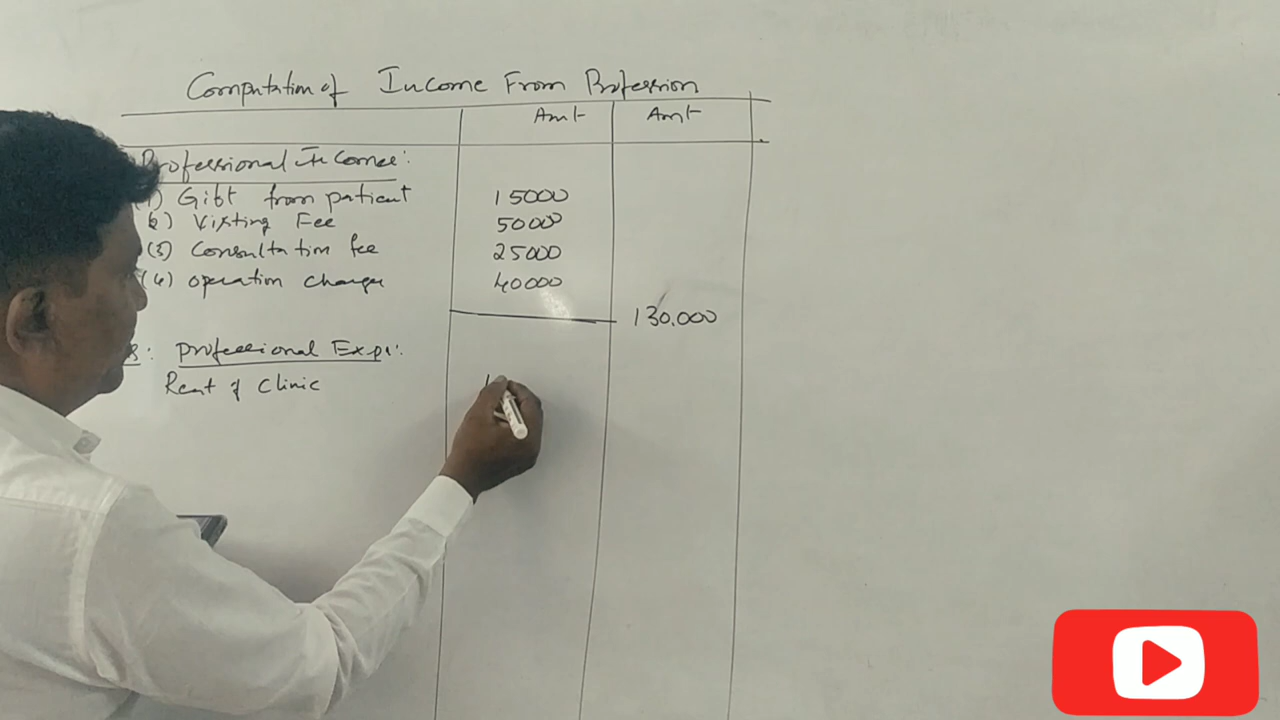 Computation of Income From Profession
Amt Amt
Professional Income:
(1) Gift from patient 15000
2) Visiting Fee 5000
(3) Consultation fee 25000
(4) Operation charges 40000
130.000
: Professional Exp:
Rent of Clinic